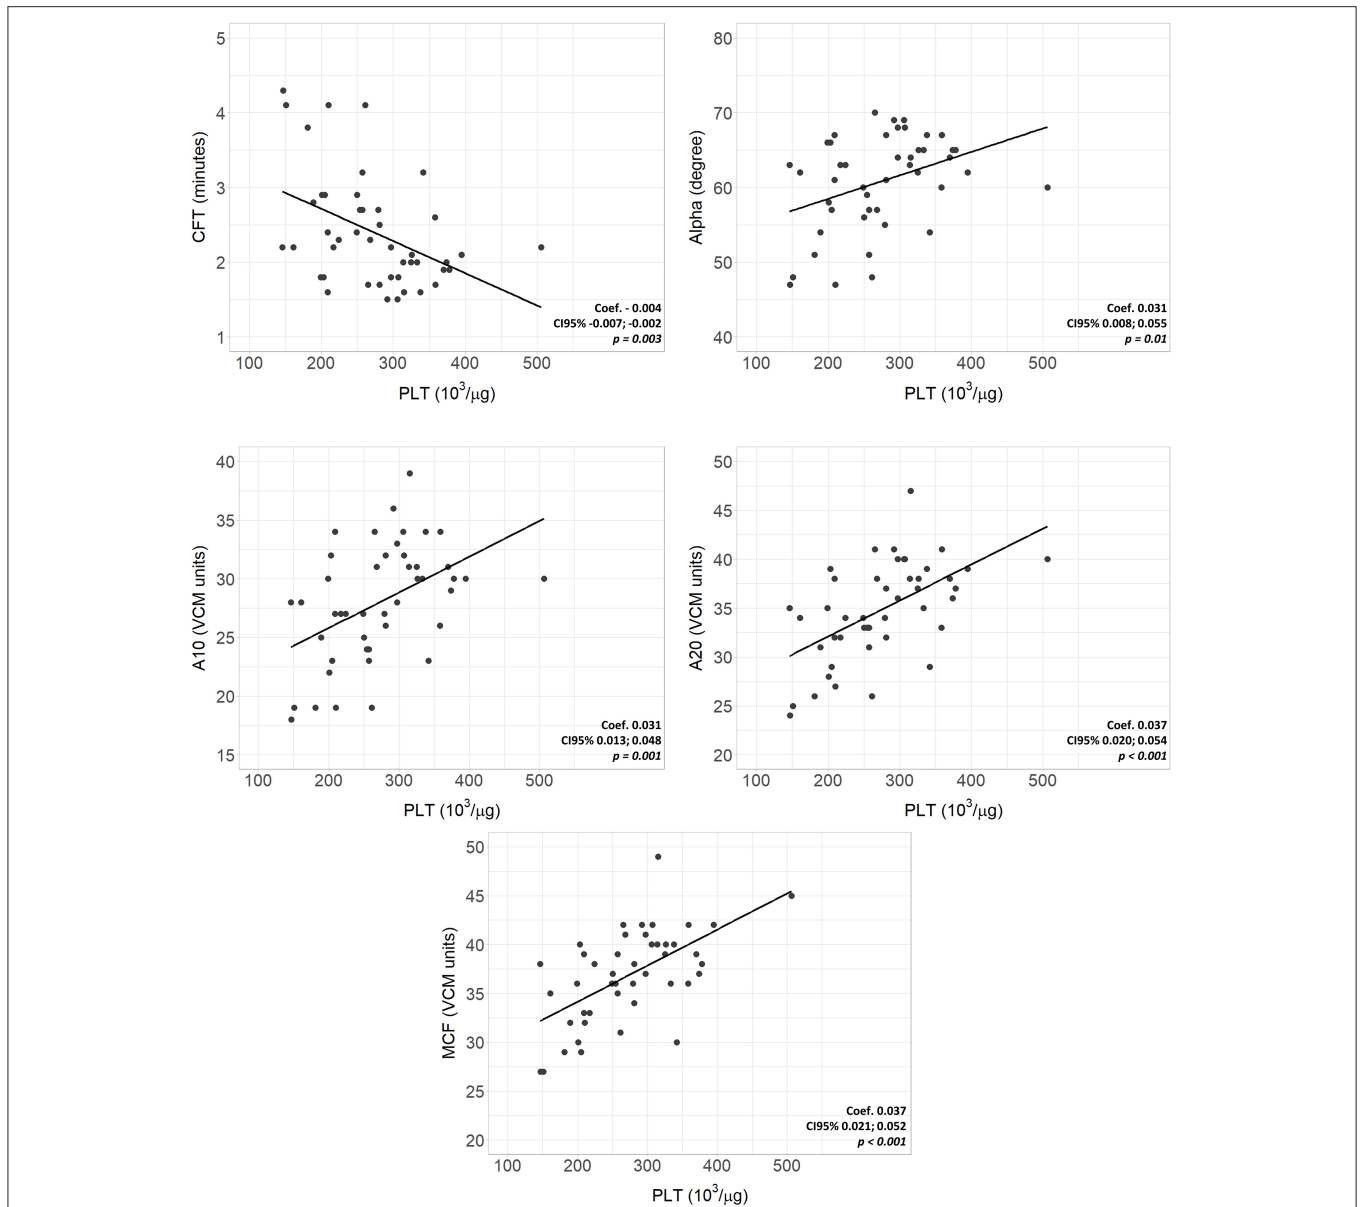 5
4
3
2
1
CFT (minutes)
Coef. - 0.004
CI95% -0.007; -0.002
p = 0.003
100 200 300 400 500
PLT (10³/µg)
80
70
60
50
40
Alpha (degree)
Coef. 0.031
CI95% 0.008; 0.055
p = 0.01
100 200 300 400 500
PLT (10³/µg)
40
35
30
25
20
15
A10 (VCM units)
Coef. 0.031
CI95% 0.013; 0.048
p = 0.001
100 200 300 400 500
PLT (10³/µg)
50
45
40
35
30
25
20
A20 (VCM units)
Coef. 0.037
CI95% 0.020; 0.054
p < 0.001
100 200 300 400 500
PLT (10³/µg)
50
45
40
35
30
25
20
MCF (VCM units)
Coef. 0.037
CI95% 0.021; 0.052
p < 0.001
100 200 300 400 500
PLT (10³/µg)